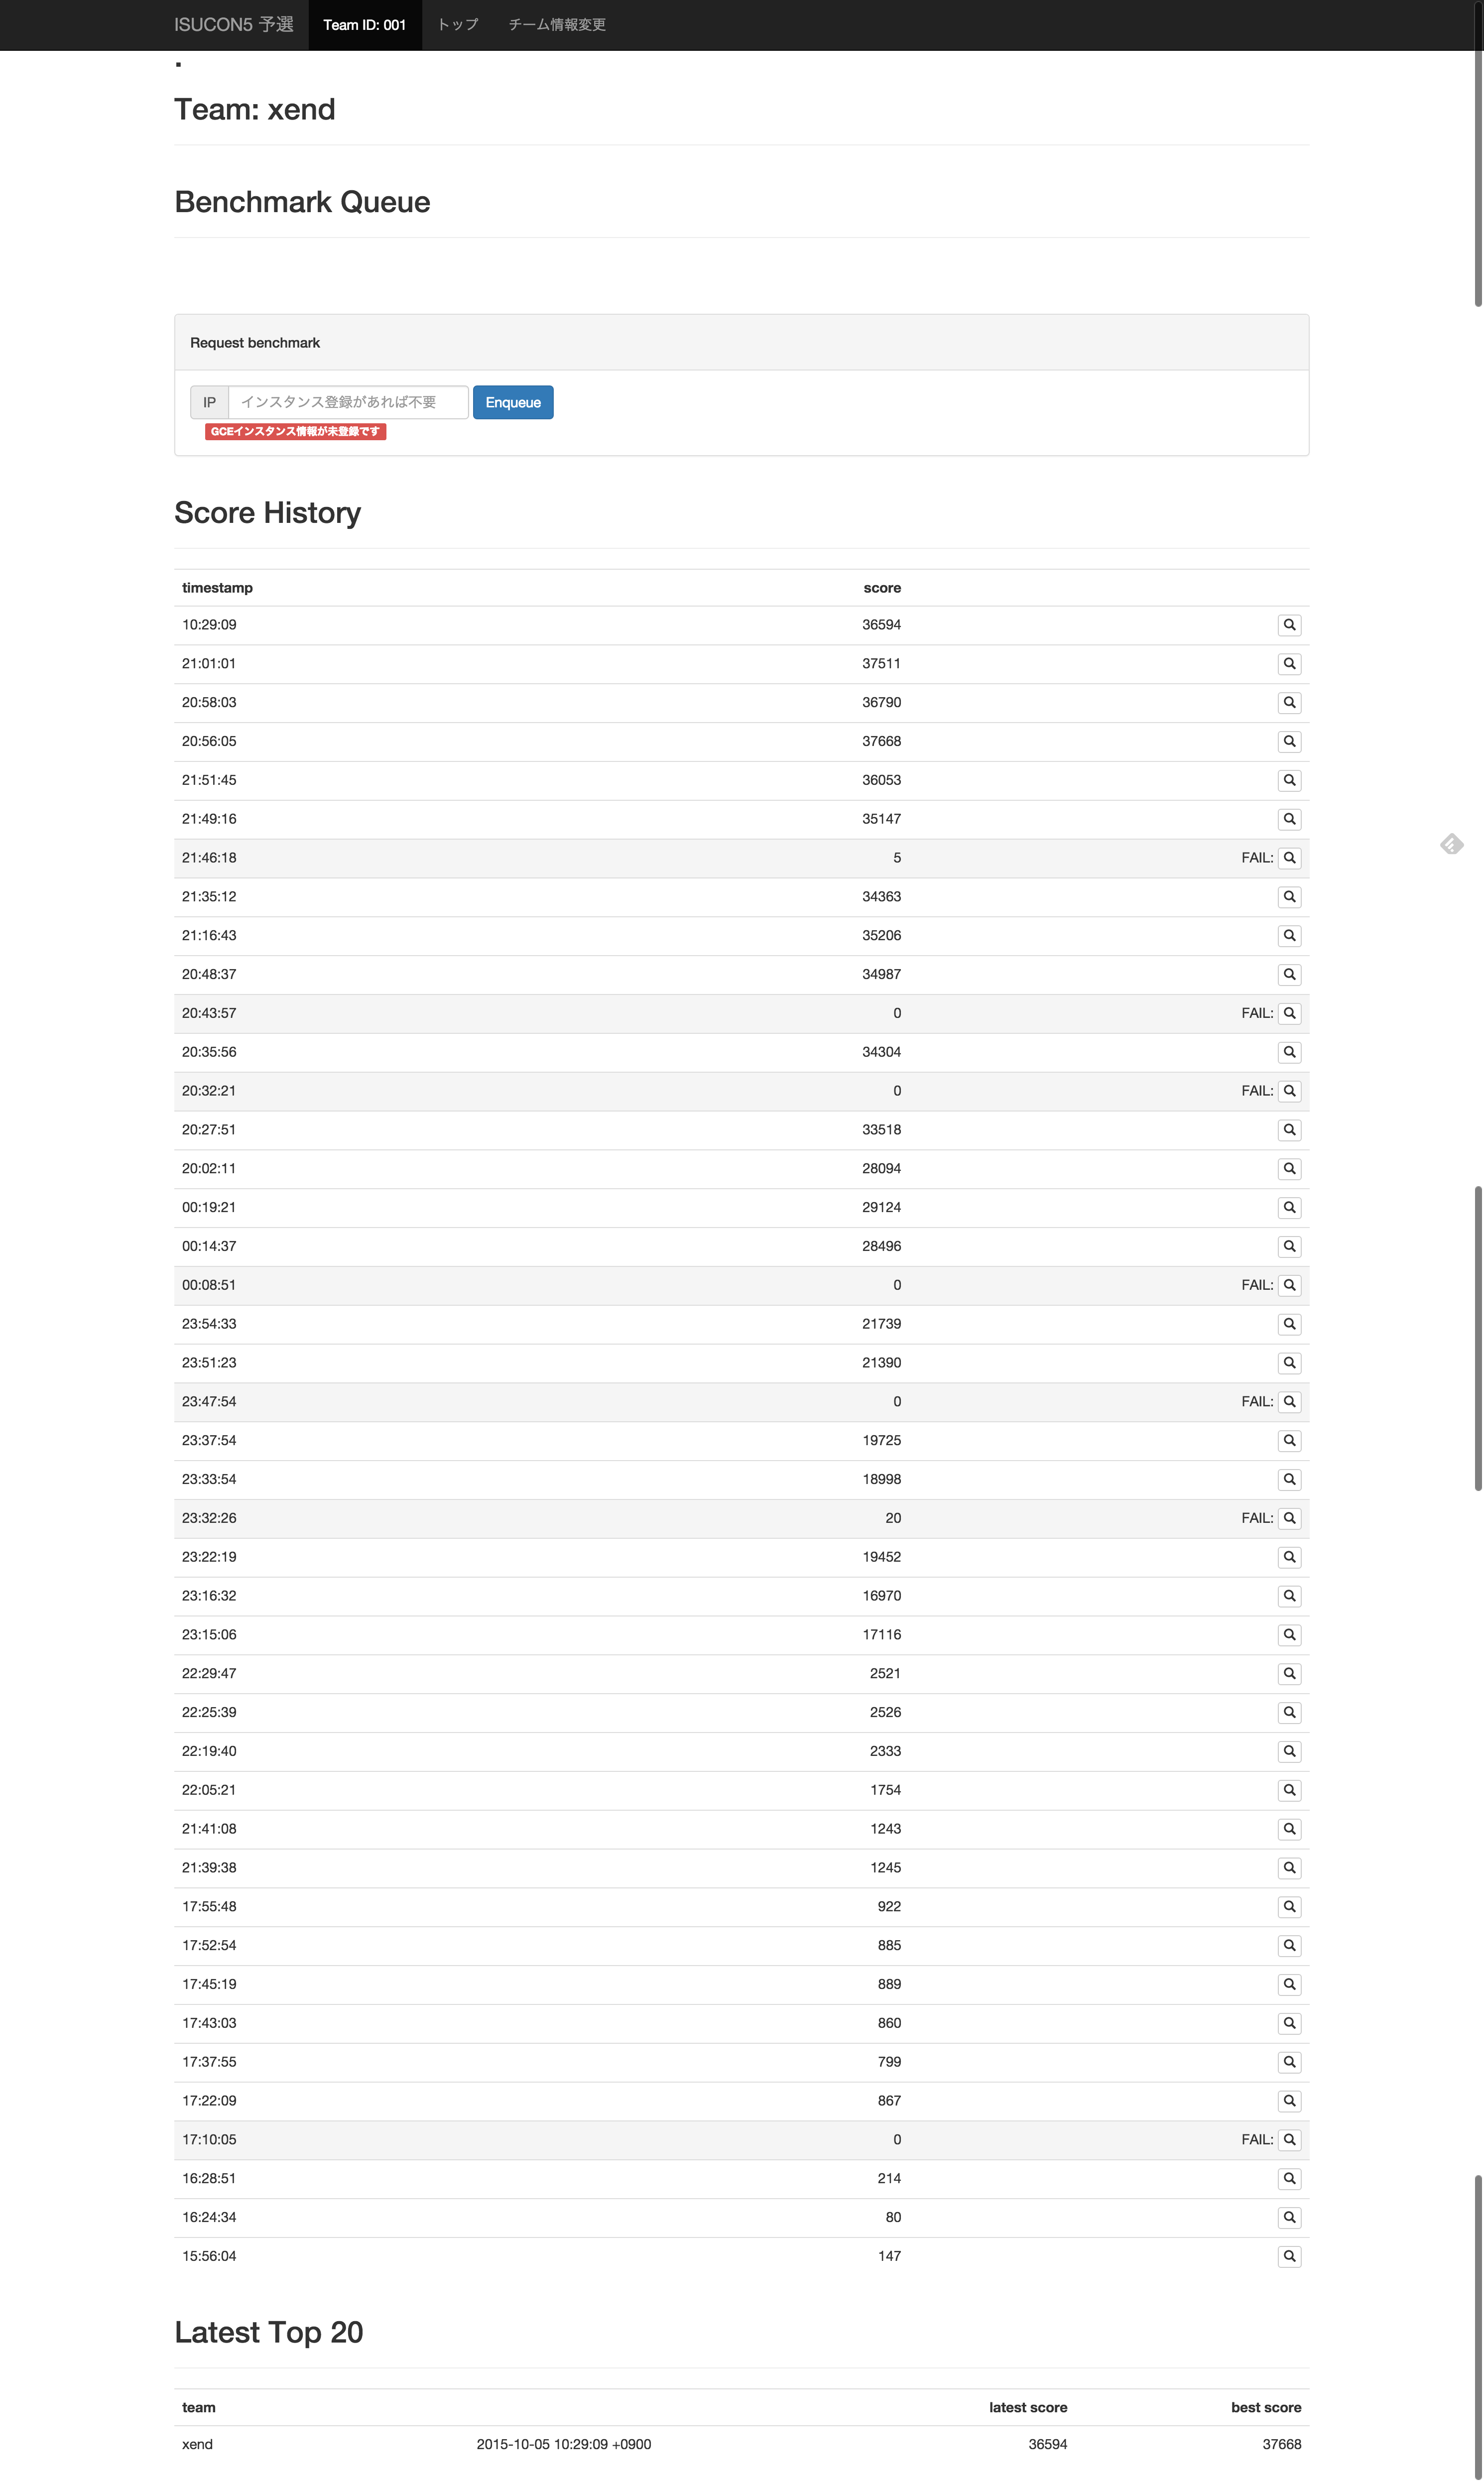 ISUCON5 予選 Team ID: 001 トップ チーム情報変更
.
Team: xend
Benchmark Queue
Request benchmark
IP インスタンス登録があれば不要 Enqueue
GCEインスタンス情報が未登録です
Score History
timestamp score
10:29:09 36594
21:01:01 37511
20:58:03 36790
20:56:05 37668
21:51:45 36053
21:49:16 35147
21:46:18 5 FAIL:
21:35:12 34363
21:16:43 35206
20:48:37 34987
20:43:57 0 FAIL:
20:35:56 34304
20:32:21 0 FAIL:
20:27:51 33518
20:02:11 28094
00:19:21 29124
00:14:37 28496
00:08:51 0 FAIL:
23:54:33 21739
23:51:23 21390
23:47:54 0 FAIL:
23:37:54 19725
23:33:54 18998
23:32:26 20 FAIL:
23:22:19 19452
23:16:32 16970
23:15:06 17116
22:29:47 2521
22:25:39 2526
22:19:40 2333
22:05:21 1754
21:41:08 1243
21:39:38 1245
17:55:48 922
17:52:54 885
17:45:19 889
17:43:03 860
17:37:55 799
17:22:09 867
17:10:05 0 FAIL:
16:28:51 214
16:24:34 80
15:56:04 147
Latest Top 20
team latest score best score
xend 2015-10-05 10:29:09 +0900 36594 37668